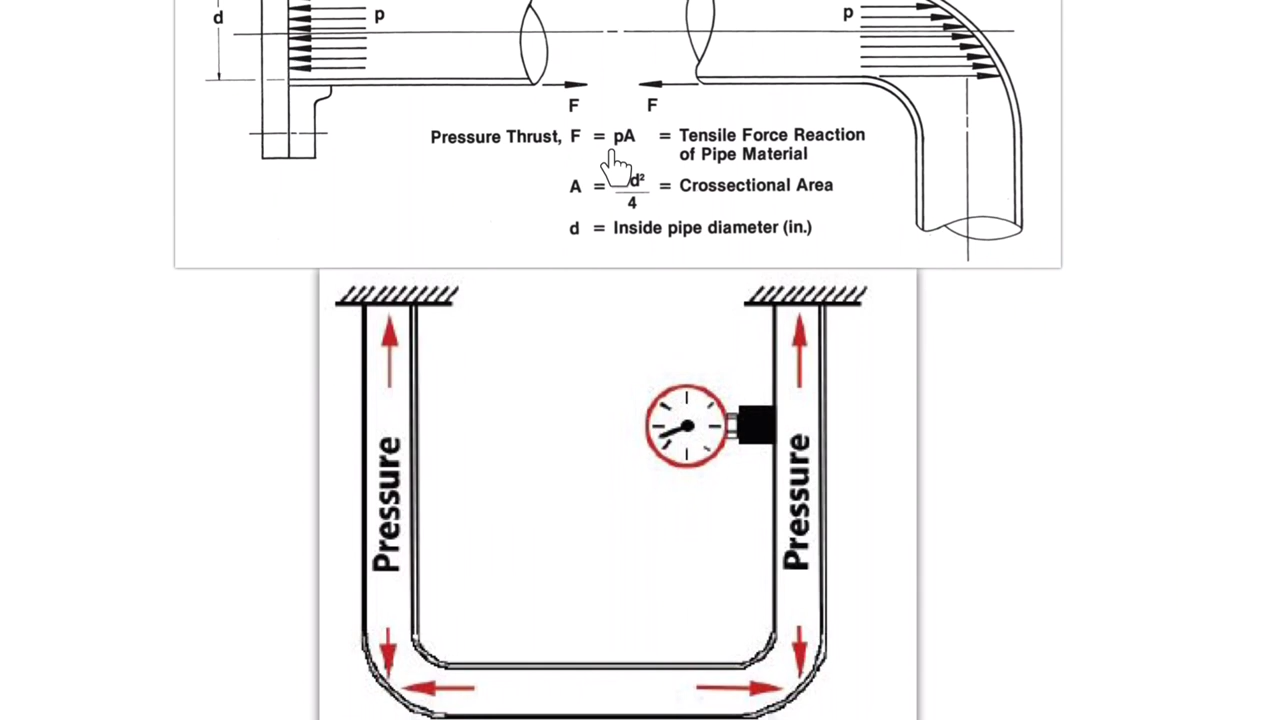 d
p
p
F
F
Pressure Thrust, F = pA = Tensile Force Reaction
of Pipe Material
A = d² = Crossectional Area
4
d = Inside pipe diameter (in.)
Pressure
Pressure